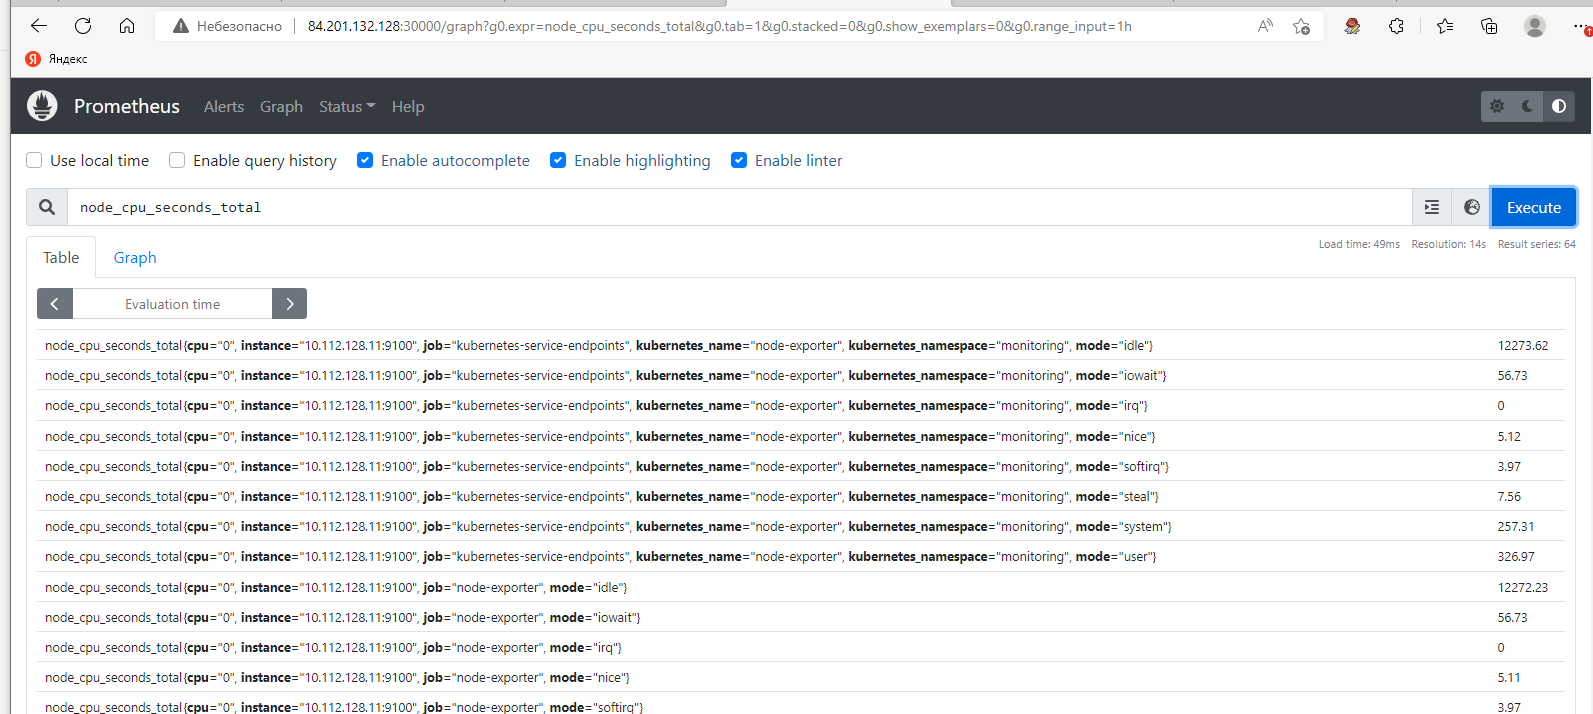 Небезопасно 84.201.132.128:30000/graph?g0.expr=node_cpu_seconds_total&g0.tab=1&g0.stacked=0&g0.show_exemplars=0&g0.range_input=1h
Я Яндекс
Prometheus Alerts Graph Status Help
Use local time Enable query history Enable autocomplete Enable highlighting Enable linter
node_cpu_seconds_total Execute
Table Graph Load time: 49ms Resolution: 14s Result series: 64
Evaluation time
node_cpu_seconds_total{cpu="0", instance="10.112.128.11:9100", job="kubernetes-service-endpoints", kubernetes_name="node-exporter", kubernetes_namespace="monitoring", mode="idle"} 12273.62
node_cpu_seconds_total{cpu="0", instance="10.112.128.11:9100", job="kubernetes-service-endpoints", kubernetes_name="node-exporter", kubernetes_namespace="monitoring", mode="iowait"} 56.73
node_cpu_seconds_total{cpu="0", instance="10.112.128.11:9100", job="kubernetes-service-endpoints", kubernetes_name="node-exporter", kubernetes_namespace="monitoring", mode="irq"} 0
node_cpu_seconds_total{cpu="0", instance="10.112.128.11:9100", job="kubernetes-service-endpoints", kubernetes_name="node-exporter", kubernetes_namespace="monitoring", mode="nice"} 5.12
node_cpu_seconds_total{cpu="0", instance="10.112.128.11:9100", job="kubernetes-service-endpoints", kubernetes_name="node-exporter", kubernetes_namespace="monitoring", mode="softirq"} 3.97
node_cpu_seconds_total{cpu="0", instance="10.112.128.11:9100", job="kubernetes-service-endpoints", kubernetes_name="node-exporter", kubernetes_namespace="monitoring", mode="steal"} 7.56
node_cpu_seconds_total{cpu="0", instance="10.112.128.11:9100", job="kubernetes-service-endpoints", kubernetes_name="node-exporter", kubernetes_namespace="monitoring", mode="system"} 257.31
node_cpu_seconds_total{cpu="0", instance="10.112.128.11:9100", job="kubernetes-service-endpoints", kubernetes_name="node-exporter", kubernetes_namespace="monitoring", mode="user"} 326.97
node_cpu_seconds_total{cpu="0", instance="10.112.128.11:9100", job="node-exporter", mode="idle"} 12272.23
node_cpu_seconds_total{cpu="0", instance="10.112.128.11:9100", job="node-exporter", mode="iowait"} 56.73
node_cpu_seconds_total{cpu="0", instance="10.112.128.11:9100", job="node-exporter", mode="irq"} 0
node_cpu_seconds_total{cpu="0", instance="10.112.128.11:9100", job="node-exporter", mode="nice"} 5.11
node_cpu_seconds_total{cpu="0", instance="10.112.128.11:9100", job="node-exporter", mode="softirq"} 3.97